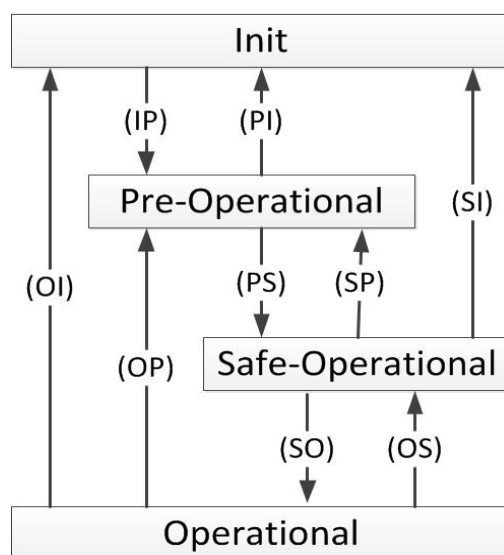 Init
(IP) (PI)
Pre-Operational
(SI)
(OI) (PS) (SP)
(OP)
Safe-Operational
(SO) (OS)
Operational